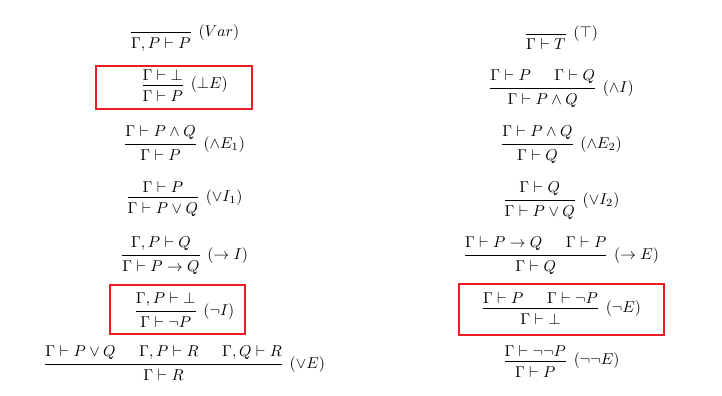 Γ, P ⊢ P (Var)
Γ ⊢ T (⊤)
Γ ⊢ ⊥
Γ ⊢ P (⊥E)
Γ ⊢ P Γ ⊢ Q
Γ ⊢ P ∧ Q (∧I)
Γ ⊢ P ∧ Q
Γ ⊢ P (∧E₁)
Γ ⊢ P ∧ Q
Γ ⊢ Q (∧E₂)
Γ ⊢ P
Γ ⊢ P ∨ Q (∨I₁)
Γ ⊢ Q
Γ ⊢ P ∨ Q (∨I₂)
Γ, P ⊢ Q
Γ ⊢ P → Q (→ I)
Γ ⊢ P → Q Γ ⊢ P
Γ ⊢ Q (→ E)
Γ, P ⊢ ⊥
Γ ⊢ ¬P (¬I)
Γ ⊢ P Γ ⊢ ¬P
Γ ⊢ ⊥ (¬E)
Γ ⊢ P ∨ Q Γ, P ⊢ R Γ, Q ⊢ R
Γ ⊢ R (∨E)
Γ ⊢ ¬¬P
Γ ⊢ P (¬¬E)